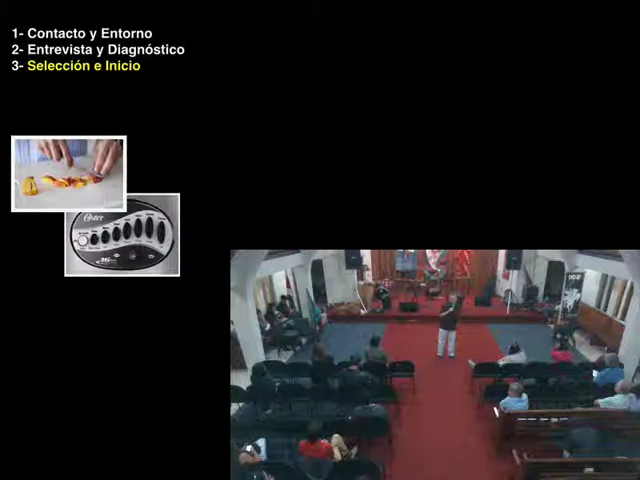 1- Contacto y Entorno
2- Entrevista y Diagnóstico
3- Selección e Inicio
Oster